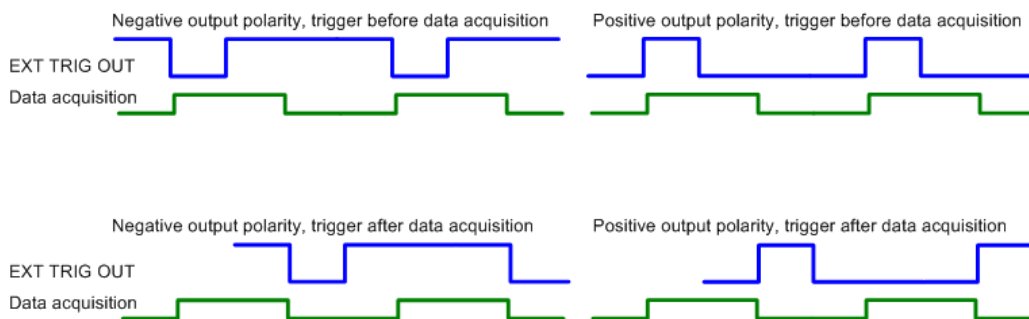 Negative output polarity, trigger before data acquisition
Positive output polarity, trigger before data acquisition
EXT TRIG OUT
Data acquisition
Negative output polarity, trigger after data acquisition
Positive output polarity, trigger after data acquisition
EXT TRIG OUT
Data acquisition